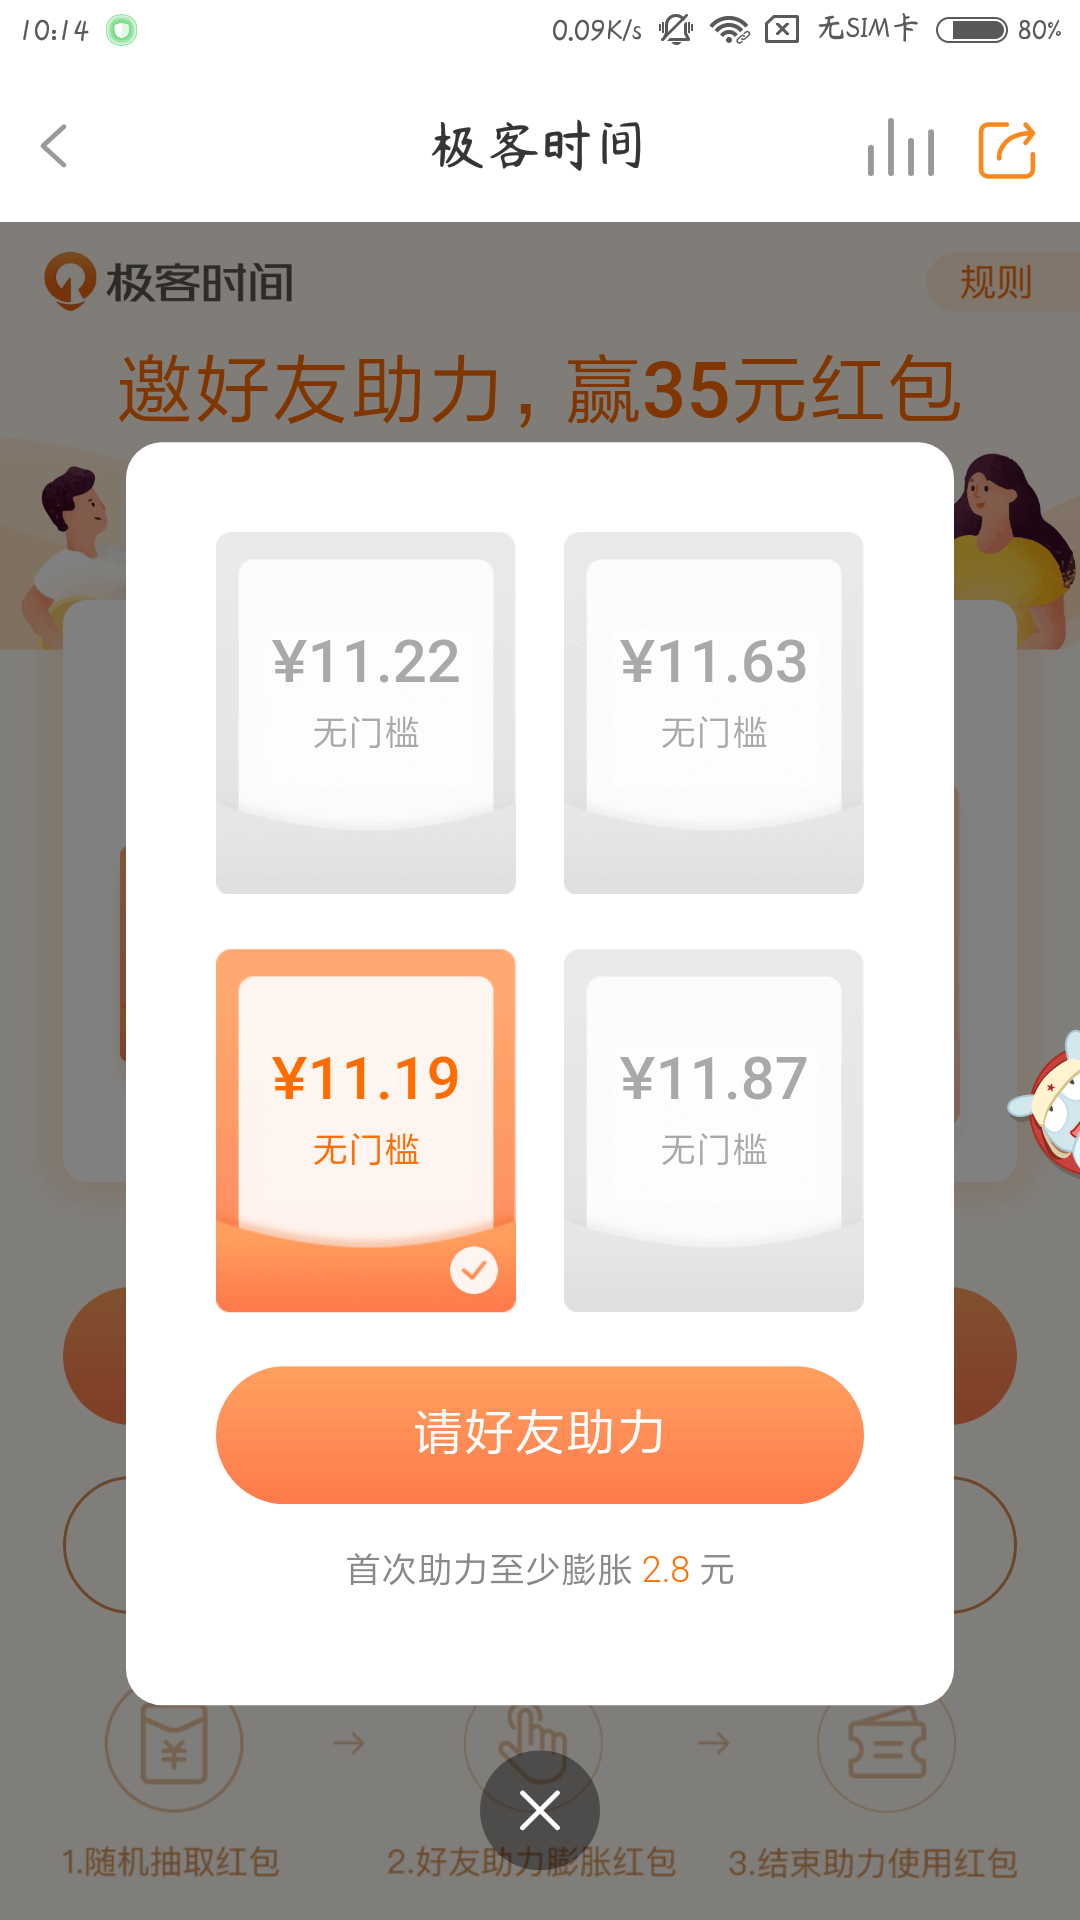 10:14 0.09K/s 无SIM卡 80%
极客时间
极客时间 规则
邀好友助力，赢35元红包
¥11.22 ¥11.63
无门槛 无门槛
¥11.19 ¥11.87
无门槛 无门槛
请好友助力
首次助力至少膨胀 2.8 元
1.随机抽取红包 2.好友助力膨胀红包 3.结束助力使用红包